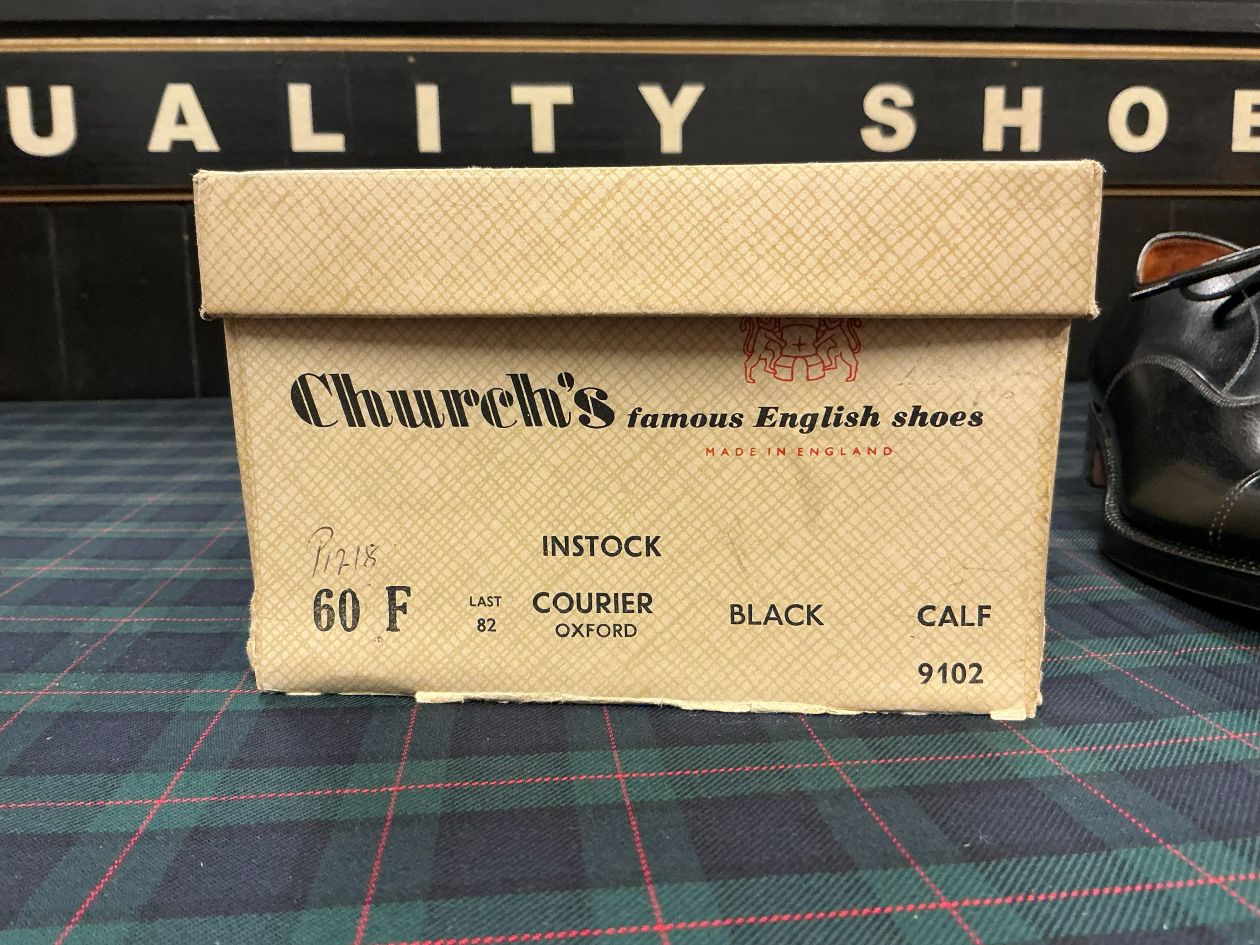 UALITY SHOE
Church's famous English shoes
MADE IN ENGLAND
INSTOCK
60 F LAST 82 COURIER OXFORD BLACK CALF
9102